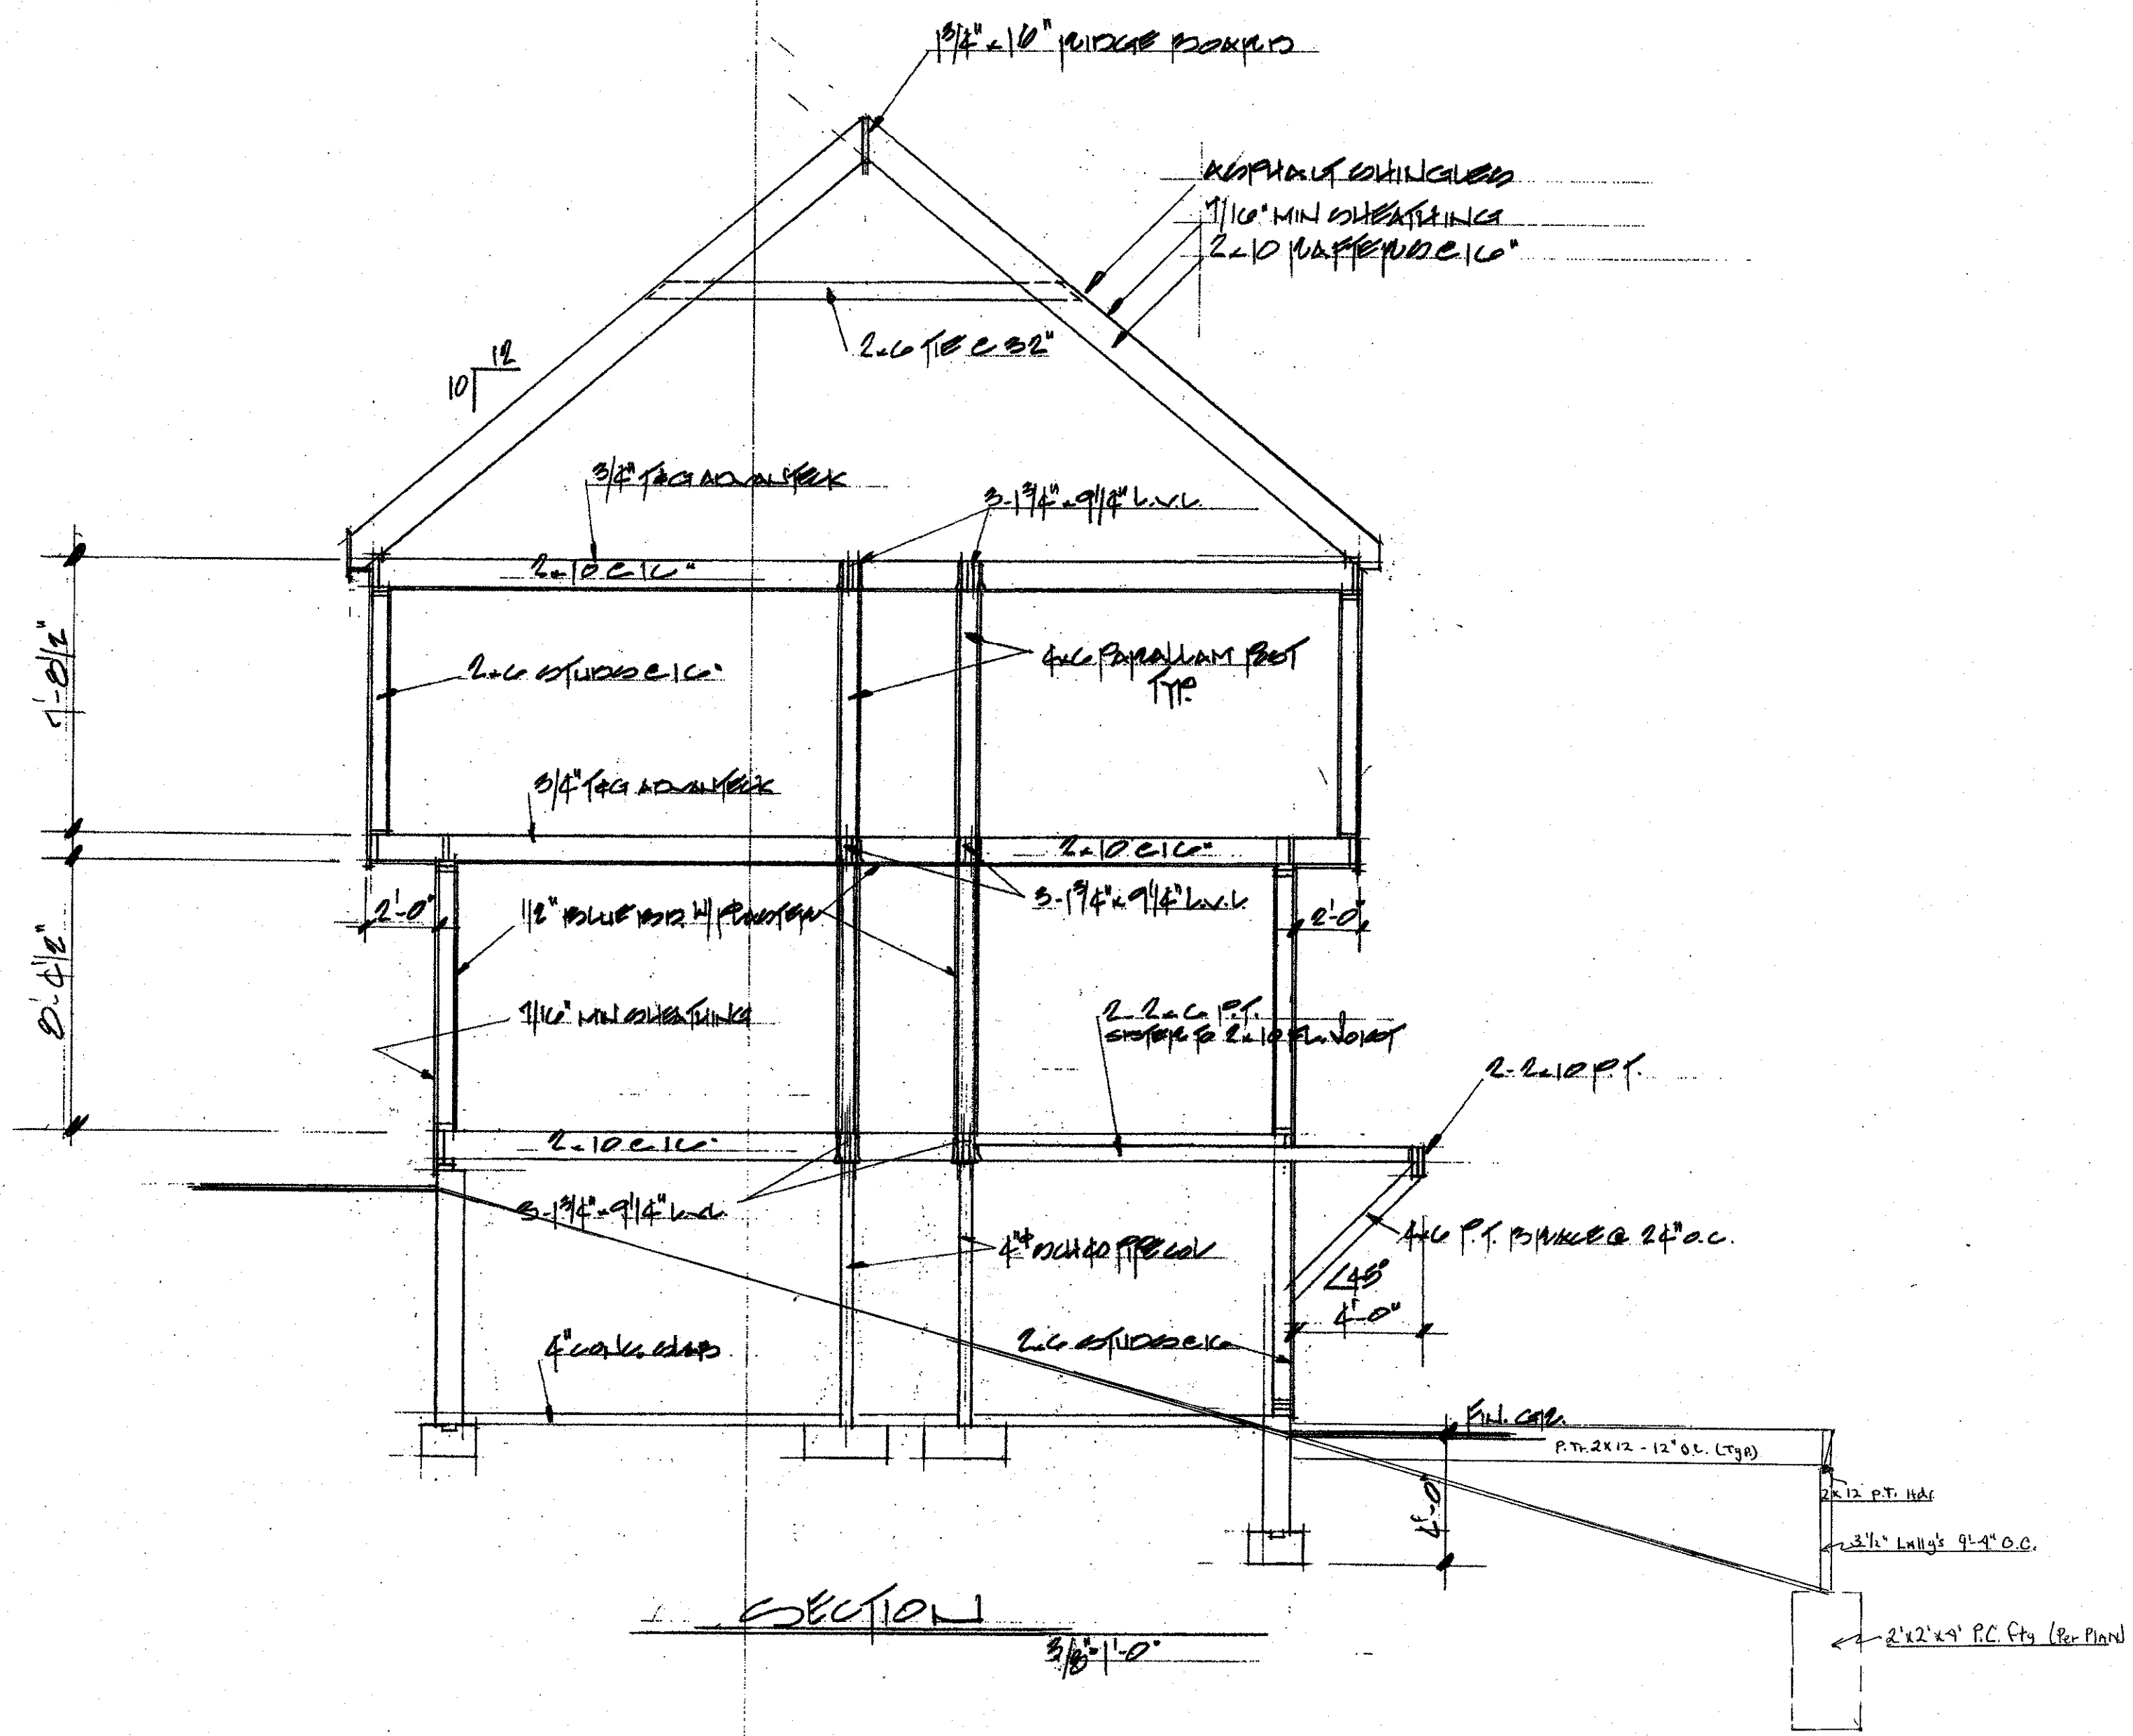 1 3/4" x 16" RIDGE BOARD
ASPHALT SHINGLES
7/16" MIN SHEATHING
2x10 RAFTERS @ 16"
2x6 TIE @ 32"
12
10
3/4" T&G ADVANTECK
3-1 3/4" x 9 1/4" L.V.L.
2x10 @ 16"
7'-8 1/2"
2x6 STUDS @ 16"
4x6 PARALLAM POST
TYP.
3/4" T&G ADVANTECK
2x10 @ 16"
3-1 3/4" x 9 1/4" L.V.L.
2'-0"
1/2" BLUE BD. W/ PLASTER
2'-0"
8'-4 1/2"
7/16" MIN SHEATHING
2-2x6 P.T.
SISTER TO 2x10 FL. JOIST
2-2x10 P.T.
2x10 @ 16"
3-1 3/4" x 9 1/4" L.V.L.
4"Φ SCH 40 PIPE COL
4x6 P.T. BRACE @ 24" O.C.
∠45°
4'-0"
4" CONC. SLAB
2x6 STUDS @ 16
FIN. GR.
P.Tr. 2x12 - 12" O.C. (Typ)
2x12 P.T. Hdr
4'-0"
3 1/2" Lally's 9'-4" O.C.
2'x2'x4' P.C. ftg (Per Plan)
SECTION
3/8"=1'-0"